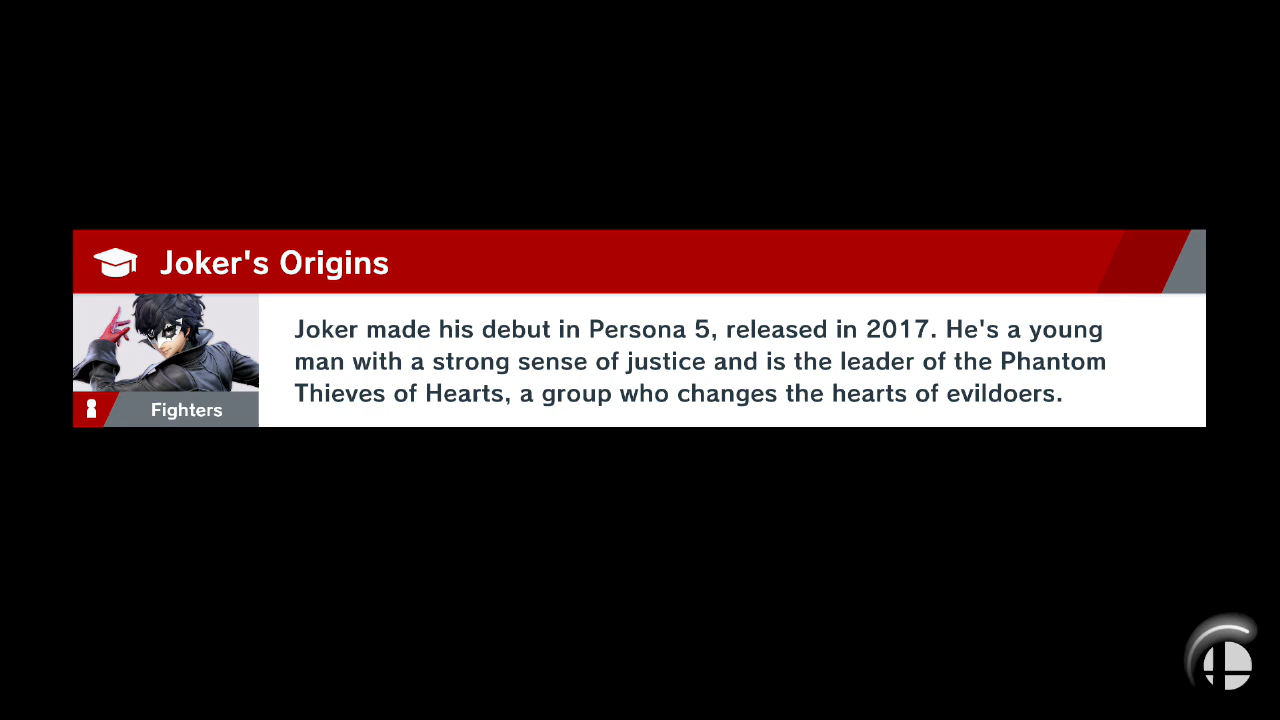 Joker's Origins
Joker made his debut in Persona 5, released in 2017. He's a young
man with a strong sense of justice and is the leader of the Phantom
Thieves of Hearts, a group who changes the hearts of evildoers.
Fighters